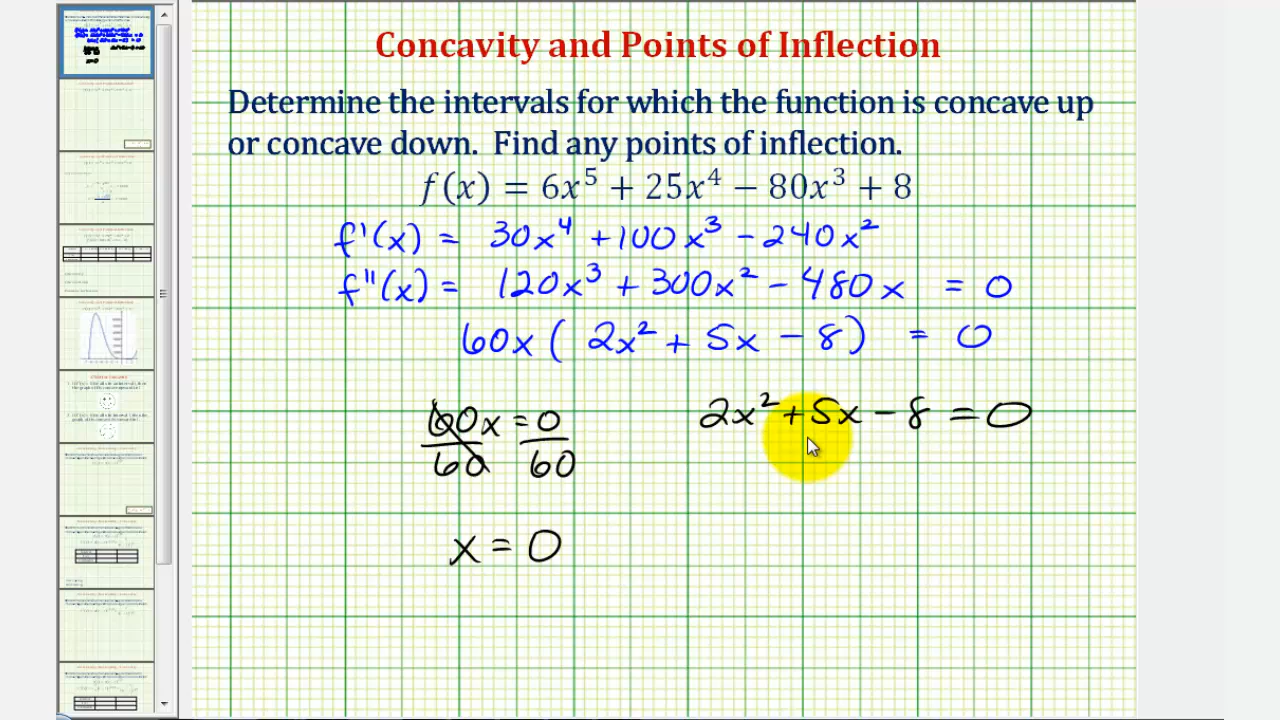 Concavity and Points of Inflection
Determine the intervals for which the function is concave up
or concave down. Find any points of inflection.
f(x) = 6x⁵ + 25x⁴ − 80x³ + 8
f'(x) = 30x⁴ + 100x³ − 240x²
f''(x) = 120x³ + 300x² − 480x = 0
60x ( 2x² + 5x − 8 ) = 0
60x = 0
60 60
x = 0
2x² + 5x − 8 = 0